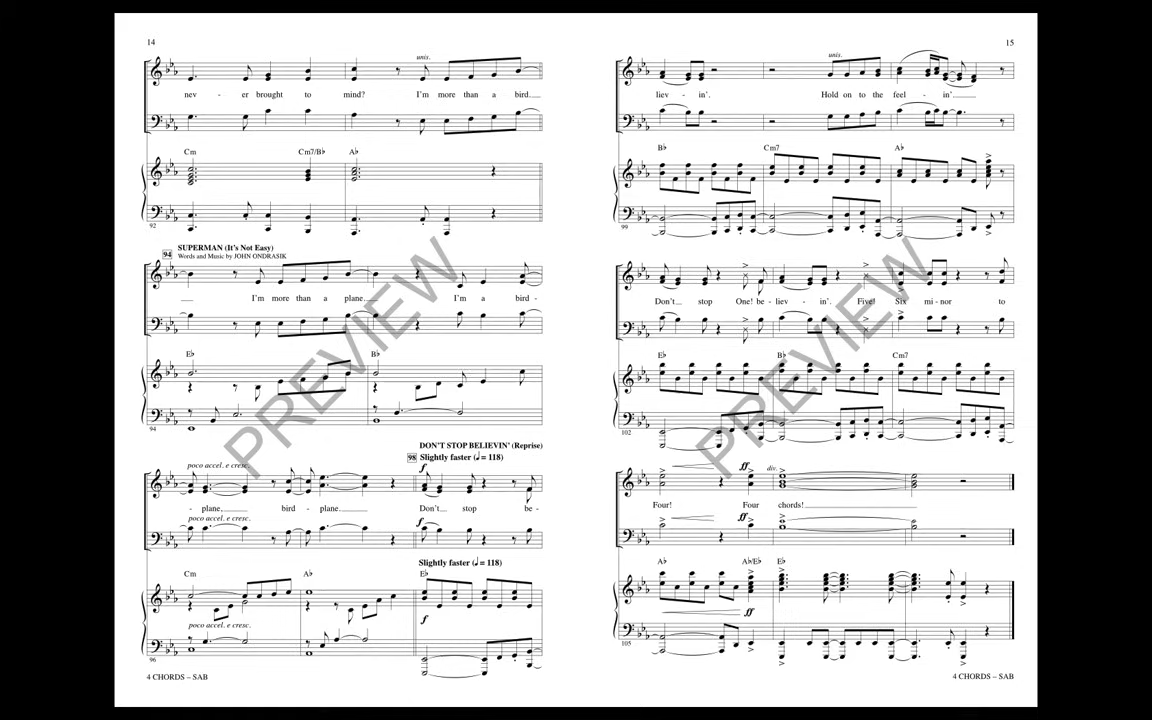 14
unis.
nev - er brought to mind? I'm more than a bird.
Cm Cm7/B♭ A♭
92
94 SUPERMAN (It's Not Easy)
Words and Music by JOHN ONDRASIK
I'm more than a plane. I'm a bird -
E♭ B♭
94
DON'T STOP BELIEVIN' (Reprise)
poco accel. e cresc. 98 Slightly faster (♩ = 118)
f
- plane, bird - plane. Don't stop be -
poco accel. e cresc. f
Slightly faster (♩ = 118)
Cm A♭ E♭
f
poco accel. e cresc.
96
4 CHORDS – SAB
15
unis.
liev - in'. Hold on to the feel - in'.
B♭ Cm7 A♭
99
Don't stop One! be - liev - in'. Five! Six mi - nor to
E♭ B♭ Cm7
102
ff div.
Four! Four chords!
ff
A♭ A♭/E♭ E♭
ff
105
4 CHORDS – SAB
PREVIEW
PREVIEW